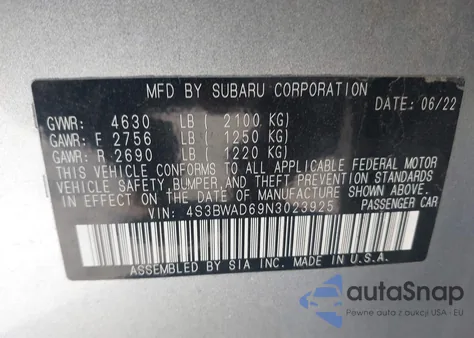 MFD BY SUBARU CORPORATION
DATE: 06/22
GVWR: 4630 LB ( 2100 KG)
GAWR: F 2756 LB ( 1250 KG)
GAWR: R 2690 LB ( 1220 KG)
THIS VEHICLE CONFORMS TO ALL APPLICABLE FEDERAL MOTOR
VEHICLE SAFETY, BUMPER, AND THEFT PREVENTION STANDARDS
IN EFFECT ON THE DATE OF MANUFACTURE SHOWN ABOVE.
VIN: 4S3BWAD69N3023925 PASSENGER CAR
ASSEMBLED BY SIA INC. MADE IN U.S.A.
autoSnap
Pewne auta z aukcji USA i EU